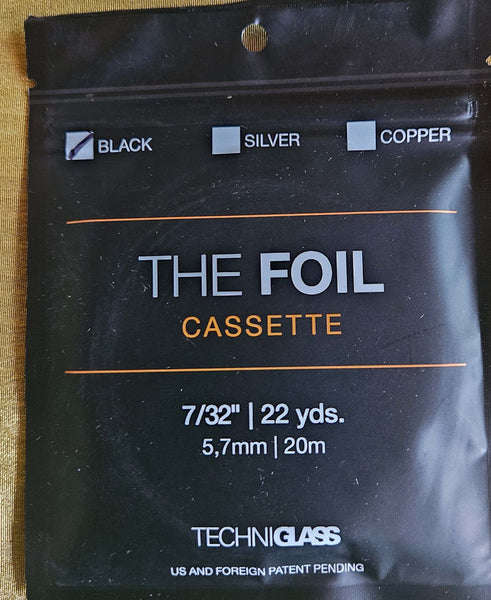 BLACK SILVER COPPER
THE FOIL
CASSETTE
7/32" | 22 yds.
5,7mm | 20m
TECHNIGLASS
US AND FOREIGN PATENT PENDING